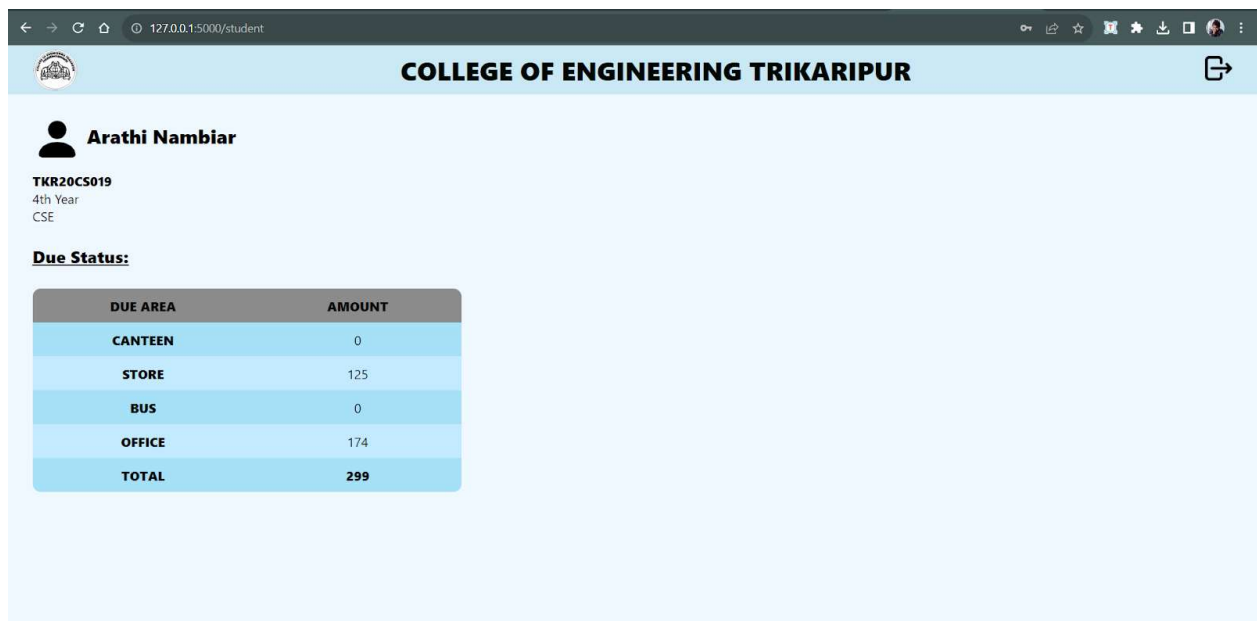 127.0.0.1:5000/student
COLLEGE OF ENGINEERING TRIKARIPUR
Arathi Nambiar
TKR20CS019
4th Year
CSE
Due Status:
DUE AREA AMOUNT
CANTEEN 0
STORE 125
BUS 0
OFFICE 174
TOTAL 299